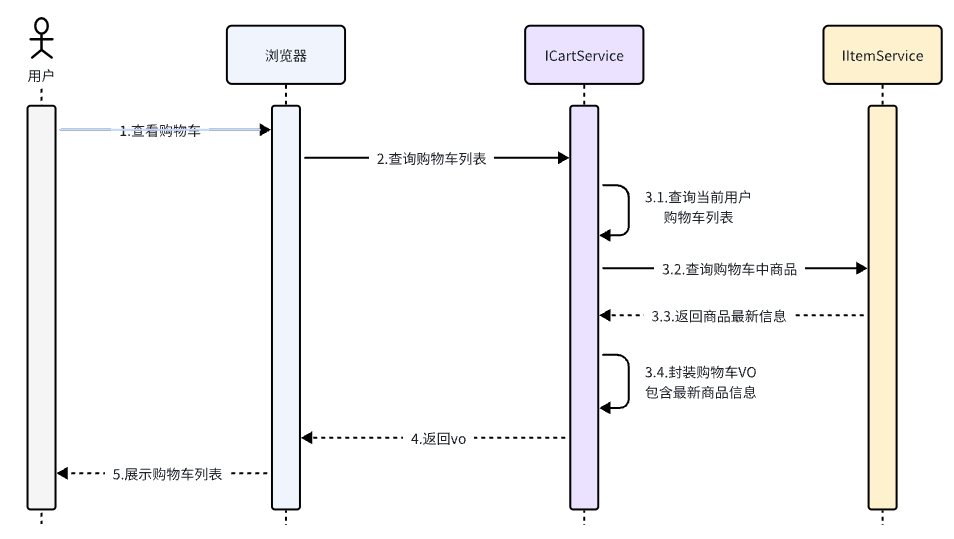 用户
浏览器
ICartService
IItemService
1.查看购物车
2.查询购物车列表
3.1.查询当前用户
购物车列表
3.2.查询购物车中商品
3.3.返回商品最新信息
3.4.封装购物车VO
包含最新商品信息
4.返回vo
5.展示购物车列表